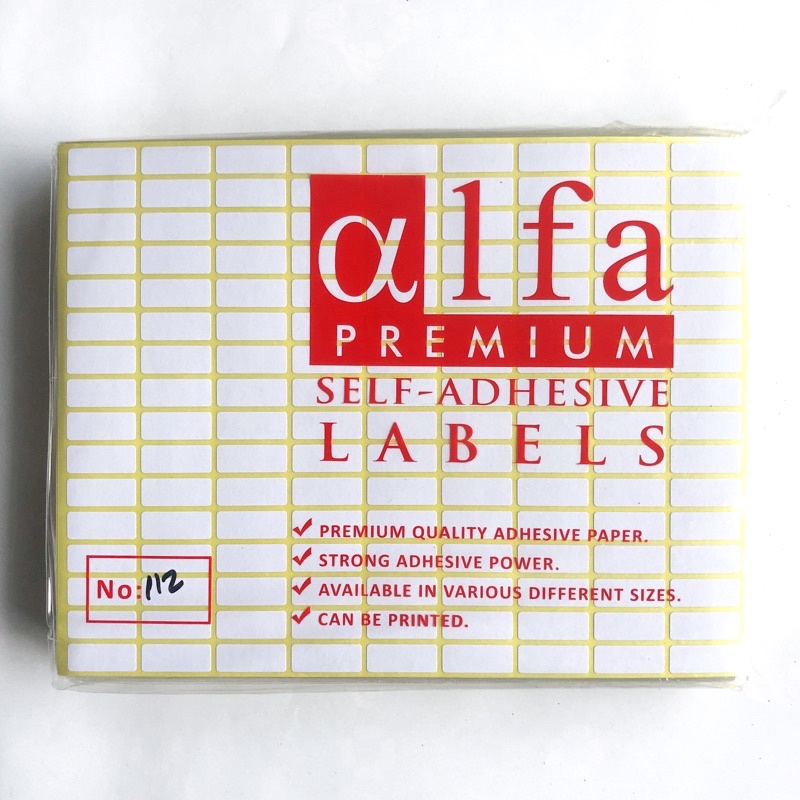 αlfa
PREMIUM
SELF-ADHESIVE
LABELS
PREMIUM QUALITY ADHESIVE PAPER.
STRONG ADHESIVE POWER.
AVAILABLE IN VARIOUS DIFFERENT SIZES.
CAN BE PRINTED.
No: 112